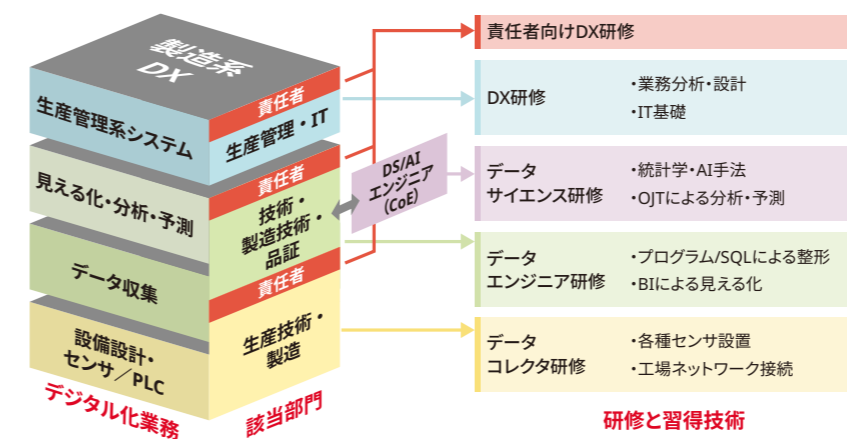 製造系
DX
生産管理系システム
見える化・分析・予測
データ収集
設備設計・
センサ／PLC
デジタル化業務
責任者
生産管理・IT
責任者
技術・
製造技術・
品証
責任者
生産技術・
製造
該当部門
DS/AI
エンジニア
（CoE）
責任者向けDX研修
DX研修
・業務分析・設計
・IT基礎
データ
サイエンス研修
・統計学・AI手法
・OJTによる分析・予測
データ
エンジニア研修
・プログラム/SQLによる整形
・BIによる見える化
データ
コレクタ研修
・各種センサ設置
・工場ネットワーク接続
研修と習得技術